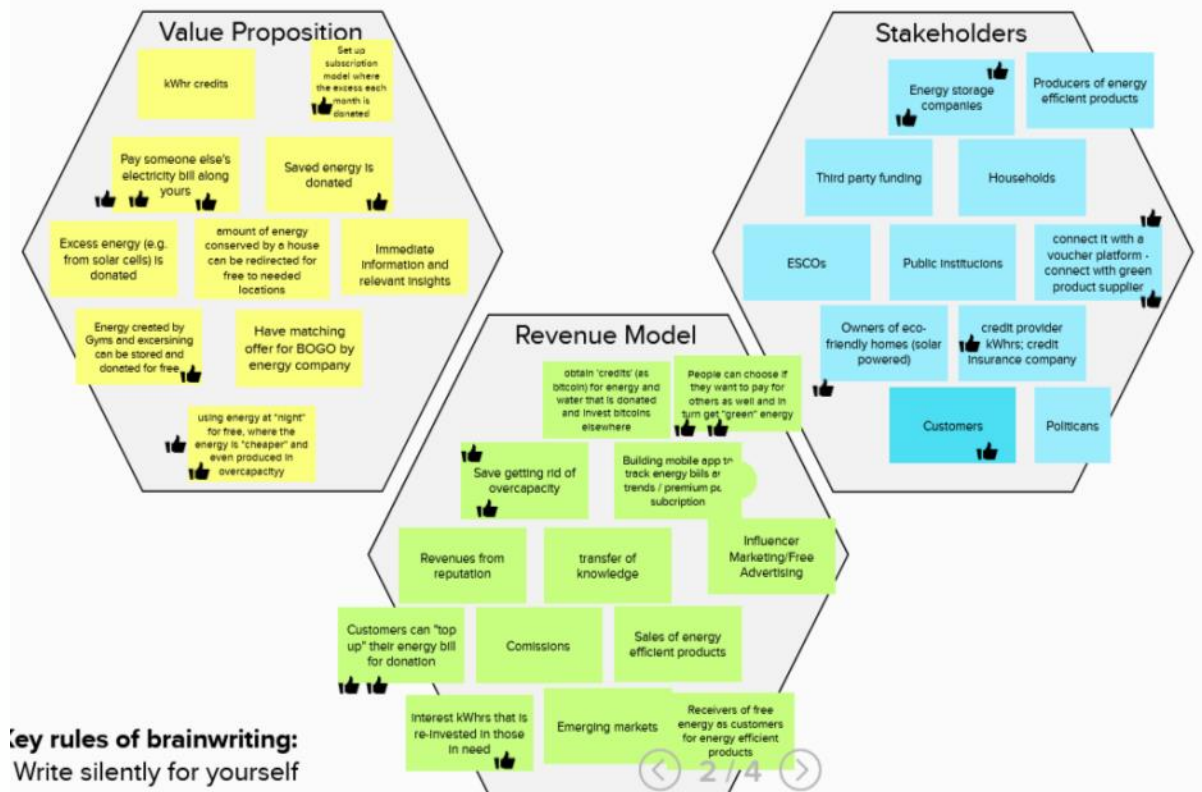 Value Proposition
kWhr credits
Set up
subscription
model where
the excess each
month is
donated
Pay someone else's
electricity bill along
yours
Saved energy is
donated
Excess energy (e.g.
from solar cells) is
donated
amount of energy
conserved by a house
can be redirected for
free to needed
locations
Immediate
information and
relevant insights
Energy created by
Gyms and excersining
can be stored and
donated for free
Have matching
offer for BOGO by
energy company
using energy at "night"
for free, where the
energy is "cheaper" and
even produced in
overcapacityy
Stakeholders
Energy storage
companies
Producers of energy
efficient products
Third party funding
Households
ESCOs
Public institucions
connect it with a
voucher platform -
connect with green
product supplier
Owners of eco-
friendly homes (solar
powered)
credit provider
kWhrs; credit
insurance company
Customers
Politicans
Revenue Model
obtain 'credits' (as
bitcoin) for energy and
water that is donated
and invest bitcoins
elsewhere
People can choose if
they want to pay for
others as well and in
turn get "green" energy
Save getting rid of
overcapacity
Building mobile app to
track energy bills
trends / premium
subcription
Revenues from
reputation
transfer of
knowledge
Influencer
Marketing/Free
Advertising
Customers can "top
up" their energy bill
for donation
Comissions
Sales of energy
efficient products
Interest kWhrs that is
re-invested in those
in need
Emerging markets
Receivers of free
energy as customers
for energy efficient
products
Key rules of brainwriting:
Write silently for yourself
2 / 4